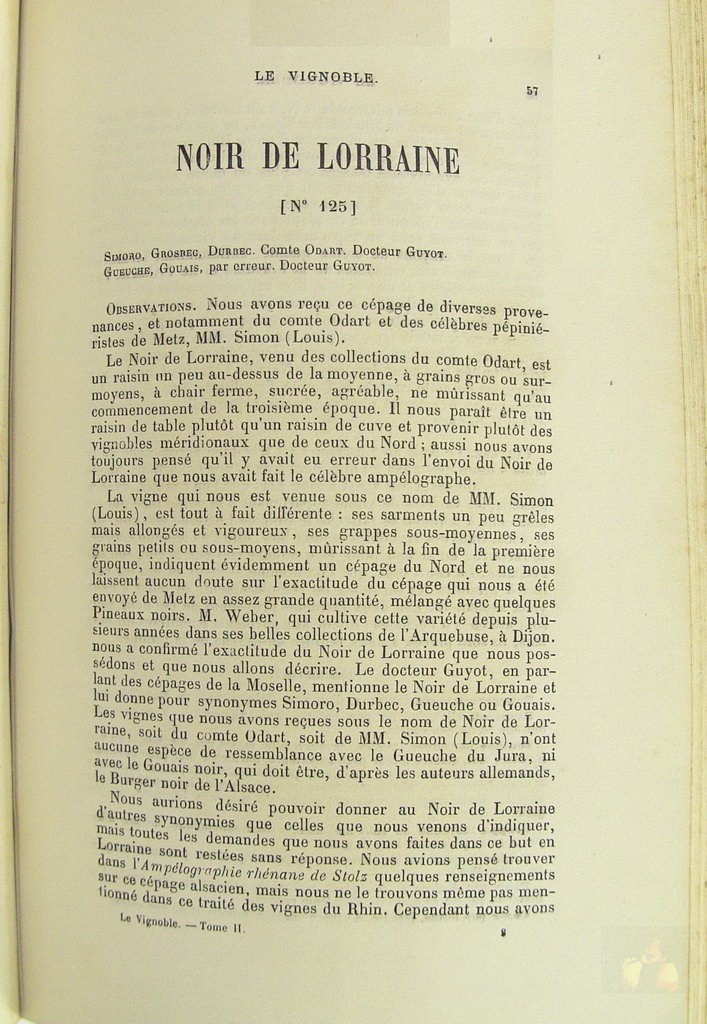 LE VIGNOBLE.
57
NOIR DE LORRAINE
[N° 125]
SIMORO, GROSBEC, DURBEC. Comte ODART. Docteur GUYOT.
GUEUCHE, GOUAIS, par erreur. Docteur GUYOT.
OBSERVATIONS. Nous avons reçu ce cépage de diverses prove-
nances, et notamment du comte Odart et des célèbres pépinié-
ristes de Metz, MM. Simon (Louis).
Le Noir de Lorraine, venu des collections du comte Odart, est
un raisin un peu au-dessus de la moyenne, à grains gros ou sur-
moyens, à chair ferme, sucrée, agréable, ne mûrissant qu'au
commencement de la troisième époque. Il nous paraît être un
raisin de table plutôt qu'un raisin de cuve et provenir plutôt des
vignobles méridionaux que de ceux du Nord ; aussi nous avons
toujours pensé qu'il y avait eu erreur dans l'envoi du Noir de
Lorraine que nous avait fait le célèbre ampélographe.
La vigne qui nous est venue sous ce nom de MM. Simon
(Louis), est tout à fait différente : ses sarments un peu grêles
mais allongés et vigoureux, ses grappes sous-moyennes, ses
grains petits ou sous-moyens, mûrissant à la fin de la première
époque, indiquent évidemment un cépage du Nord et ne nous
laissent aucun doute sur l'exactitude du cépage qui nous a été
envoyé de Metz en assez grande quantité, mélangé avec quelques
Pineaux noirs. M. Weber, qui cultive cette variété depuis plu-
sieurs années dans ses belles collections de l'Arquebuse, à Dijon.
nous a confirmé l'exactitude du Noir de Lorraine que nous pos-
sédons et que nous allons décrire. Le docteur Guyot, en par-
lant des cépages de la Moselle, mentionne le Noir de Lorraine et
lui donne pour synonymes Simoro, Durbec, Gueuche ou Gouais.
Les vignes que nous avons reçues sous le nom de Noir de Lor-
raine, soit du comte Odart, soit de MM. Simon (Louis), n'ont
aucune espèce de ressemblance avec le Gueuche du Jura, ni
avec le Gouais noir, qui doit être, d'après les auteurs allemands,
le Burger noir de l'Alsace.
Nous aurions désiré pouvoir donner au Noir de Lorraine
d'autres synonymies que celles que nous venons d'indiquer,
mais toutes les demandes que nous avons faites dans ce but en
Lorraine sont restées sans réponse. Nous avions pensé trouver
dans l'Ampélographie rhénane de Stolz quelques renseignements
sur ce cépage alsacien, mais nous ne le trouvons même pas men-
tionné dans ce traité des vignes du Rhin. Cependant nous avons
Le Vignoble. — Tome II.
8